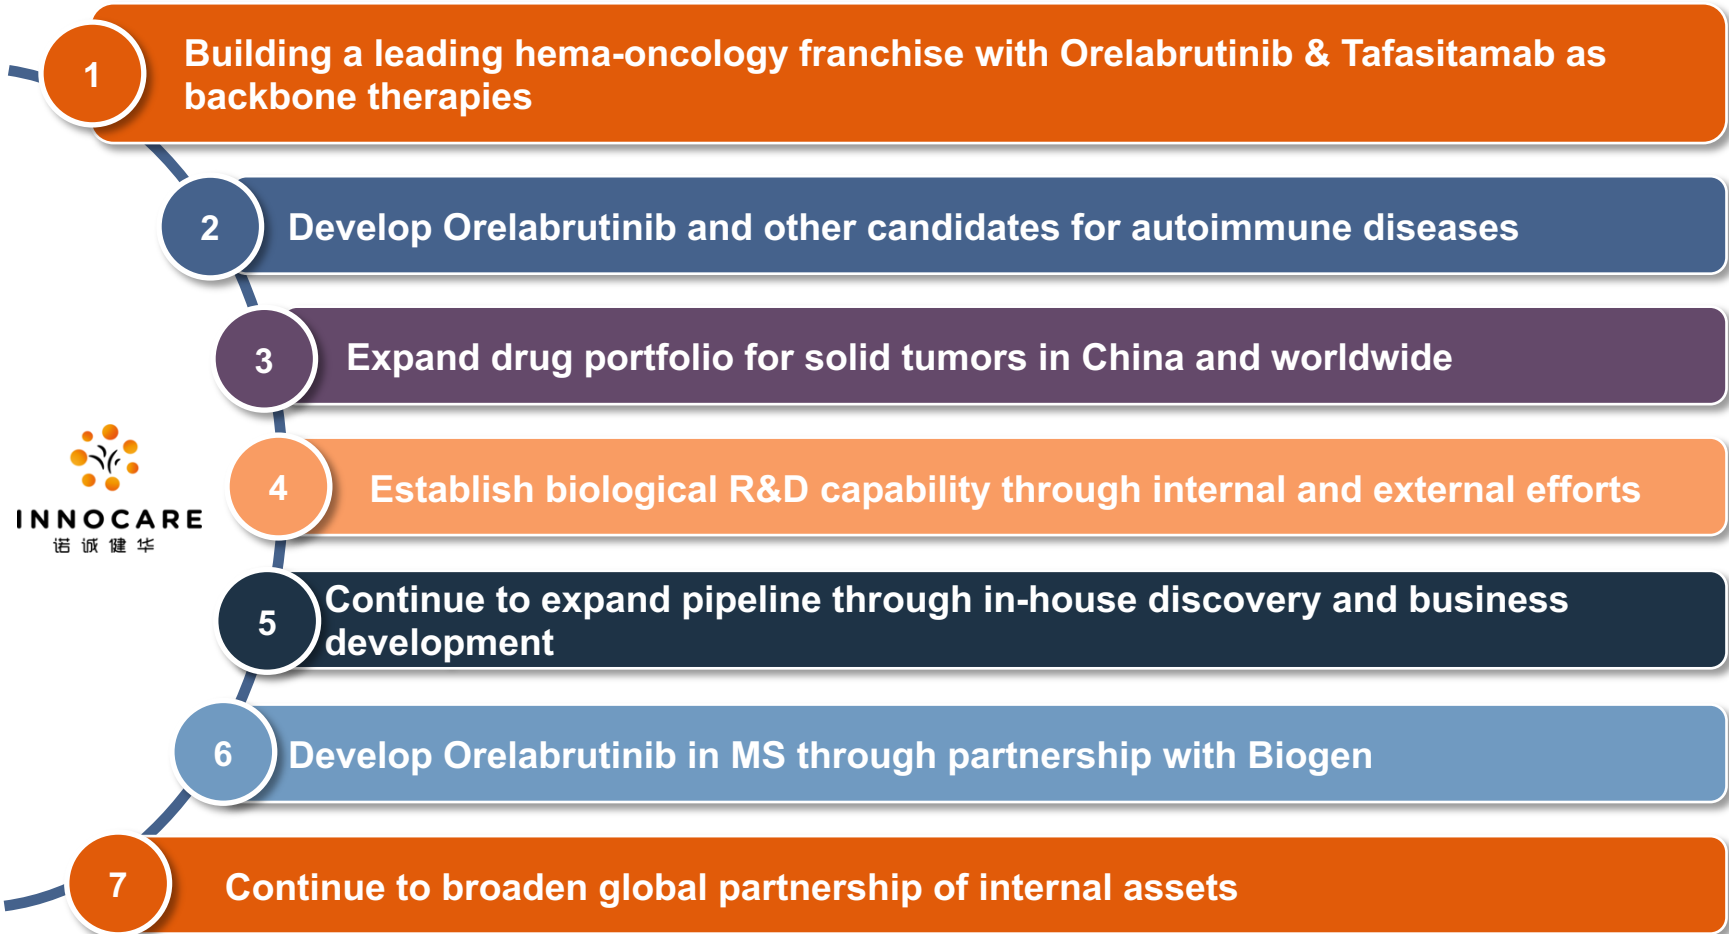 1
Building a leading hema-oncology franchise with Orelabrutinib & Tafasitamab as
backbone therapies
2
Develop Orelabrutinib and other candidates for autoimmune diseases
3
Expand drug portfolio for solid tumors in China and worldwide
INNOCARE
诺诚健华
4
Establish biological R&D capability through internal and external efforts
5
Continue to expand pipeline through in-house discovery and business
development
6
Develop Orelabrutinib in MS through partnership with Biogen
7
Continue to broaden global partnership of internal assets